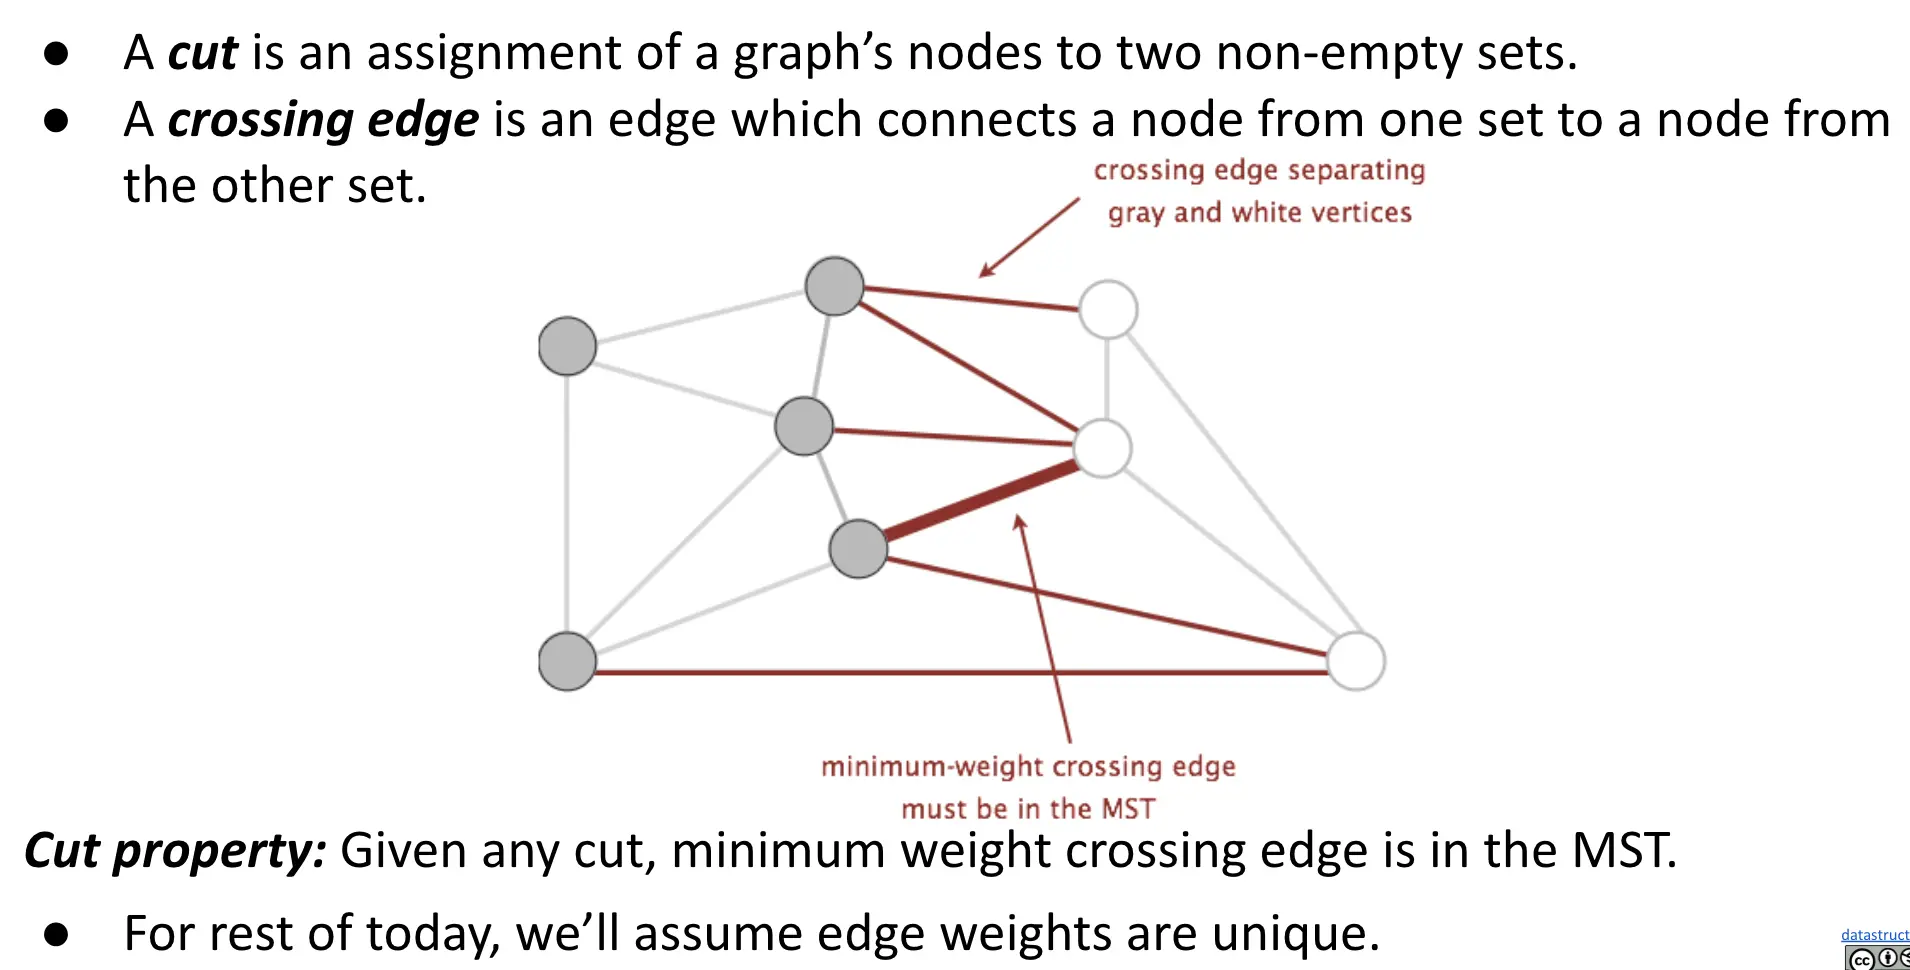 ● A cut is an assignment of a graph’s nodes to two non-empty sets.
● A crossing edge is an edge which connects a node from one set to a node from
the other set.
crossing edge separating
gray and white vertices
minimum-weight crossing edge
must be in the MST
Cut property: Given any cut, minimum weight crossing edge is in the MST.
● For rest of today, we’ll assume edge weights are unique.
datastruct
cc